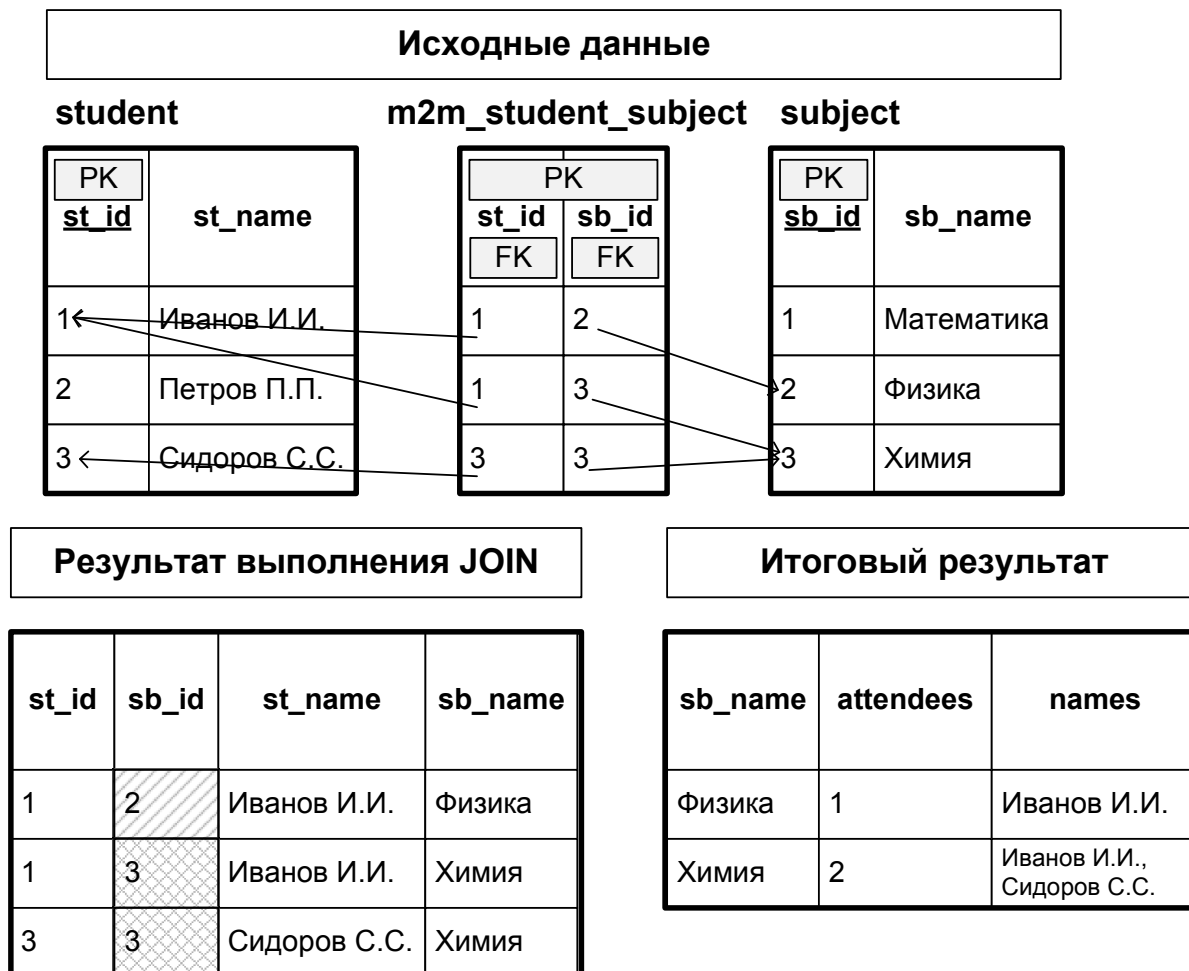 Исходные данные
student m2m_student_subject subject
PK PK PK
st_id st_name st_id sb_id sb_id sb_name
FK FK
1 Иванов И.И. 1 2 1 Математика
2 Петров П.П. 1 3 2 Физика
3 Сидоров С.С. 3 3 3 Химия
Результат выполнения JOIN Итоговый результат
st_id sb_id st_name sb_name sb_name attendees names
1 2 Иванов И.И. Физика Физика 1 Иванов И.И.
1 3 Иванов И.И. Химия Химия 2 Иванов И.И.,
Сидоров С.С.
3 3 Сидоров С.С. Химия